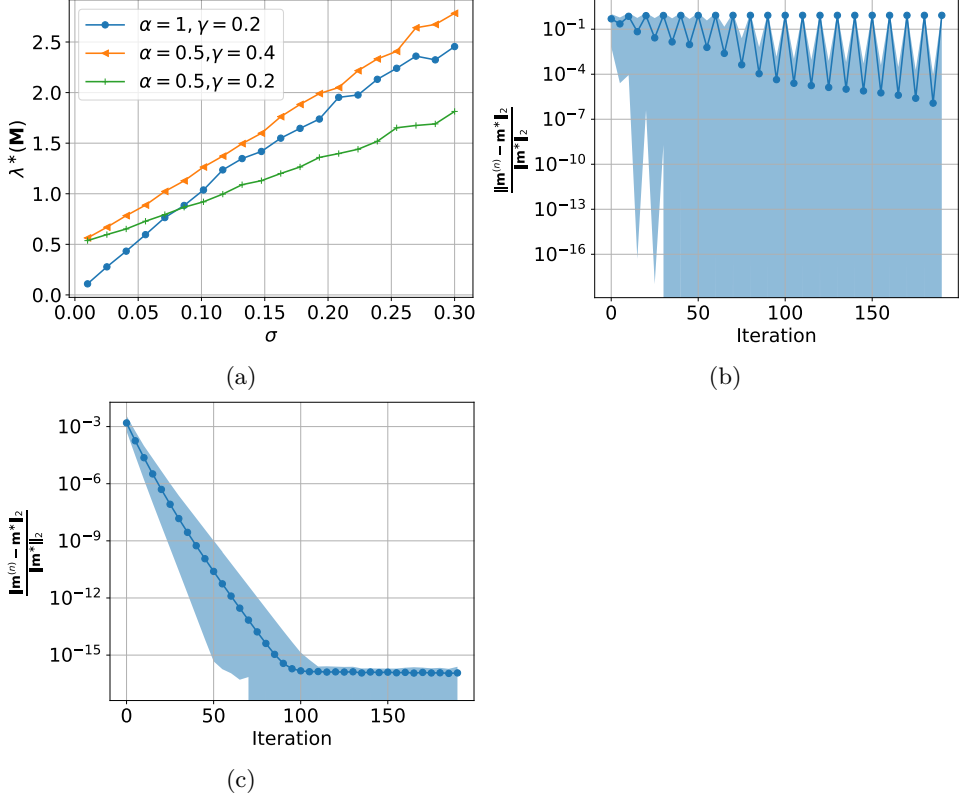 α = 1, γ = 0.2
α = 0.5, γ = 0.4
α = 0.5, γ = 0.2
λ*(M)
2.5
2.0
1.5
1.0
0.5
0.0
0.00 0.05 0.10 0.15 0.20 0.25 0.30
σ
(a)
‖m⁽ⁿ⁾ − m*‖₂
‖m*‖₂
10⁻¹
10⁻⁴
10⁻⁷
10⁻¹⁰
10⁻¹³
10⁻¹⁶
0 50 100 150
Iteration
(b)
‖m⁽ⁿ⁾ − m*‖₂
‖m*‖₂
10⁻³
10⁻⁶
10⁻⁹
10⁻¹²
10⁻¹⁵
0 50 100 150
Iteration
(c)